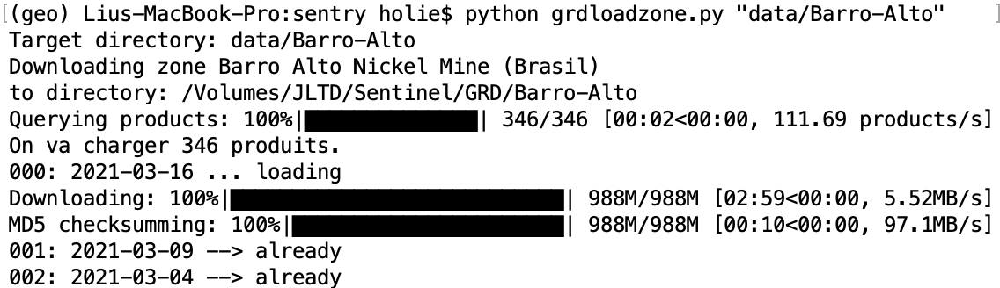 (geo) Lius-MacBook-Pro:sentry holie$ python grdloadzone.py "data/Barro-Alto"
Target directory: data/Barro-Alto
Downloading zone Barro Alto Nickel Mine (Brasil)
to directory: /Volumes/JLTD/Sentinel/GRD/Barro-Alto
Querying products: 100%|██████████████| 346/346 [00:02<00:00, 111.69 products/s]
On va charger 346 produits.
000: 2021-03-16 ... loading
Downloading: 100%|███████████████████████████| 988M/988M [02:59<00:00, 5.52MB/s]
MD5 checksumming: 100%|██████████████████████| 988M/988M [00:10<00:00, 97.1MB/s]
001: 2021-03-09 --> already
002: 2021-03-04 --> already